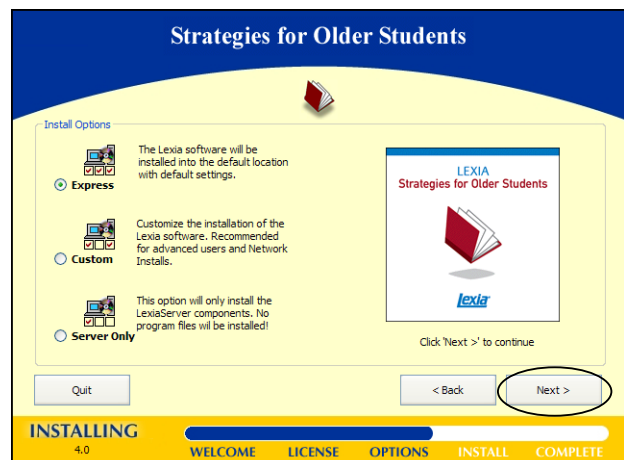 Strategies for Older Students
Install Options
The Lexia software will be
installed into the default location
with default settings.
Express
Customize the installation of the
Lexia software. Recommended
for advanced users and Network
Installs.
Custom
This option will only install the
LexiaServer components. No
program files wil be installed!
Server Only
LEXIA
Strategies for Older Students
lexia
Click 'Next >' to continue
Quit
< Back
Next >
INSTALLING
4.0
WELCOME LICENSE OPTIONS INSTALL COMPLETE